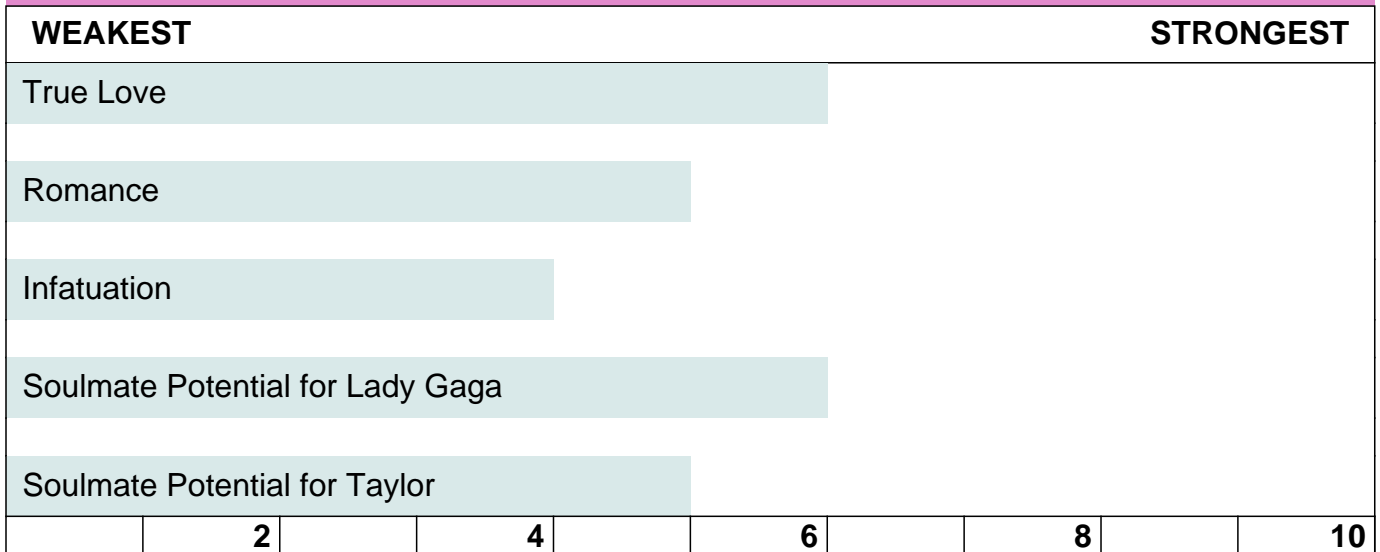 WEAKEST STRONGEST
True Love
Romance
Infatuation
Soulmate Potential for Lady Gaga
Soulmate Potential for Taylor
2 4 6 8 10